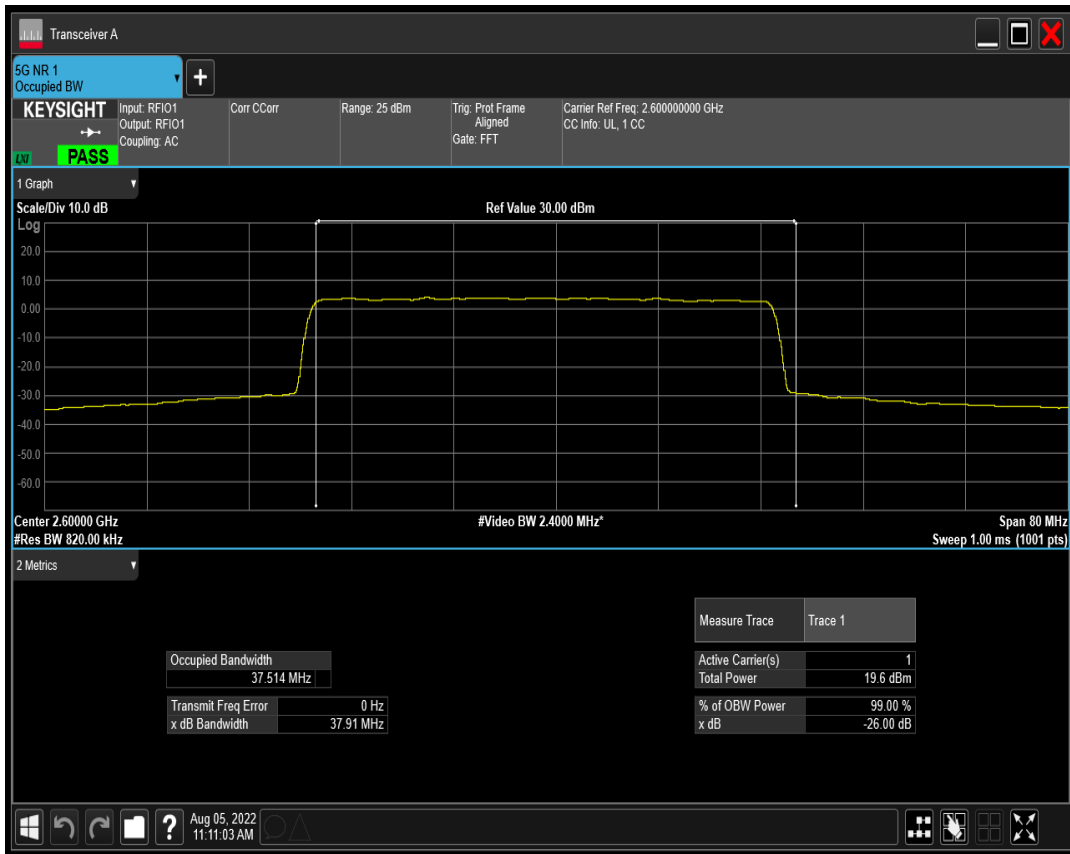 Transceiver A
5G NR 1
Occupied BW
+
KEYSIGHT
Input: RFIO1
Output: RFIO1
Coupling: AC
Corr CCorr
Range: 25 dBm
Trig: Prot Frame
Aligned
Gate: FFT
Carrier Ref Freq: 2.600000000 GHz
CC Info: UL, 1 CC
LXI
PASS
1 Graph
Scale/Div 10.0 dB
Ref Value 30.00 dBm
Log
20.0
10.0
0.00
-10.0
-20.0
-30.0
-40.0
-50.0
-60.0
Center 2.60000 GHz
#Video BW 2.4000 MHz*
Span 80 MHz
#Res BW 820.00 kHz
Sweep 1.00 ms (1001 pts)
2 Metrics
Measure Trace
Trace 1
Occupied Bandwidth
37.514 MHz
Active Carrier(s) 1
Total Power 19.6 dBm
Transmit Freq Error 0 Hz
x dB Bandwidth 37.91 MHz
% of OBW Power 99.00 %
x dB -26.00 dB
?
Aug 05, 2022
11:11:03 AM